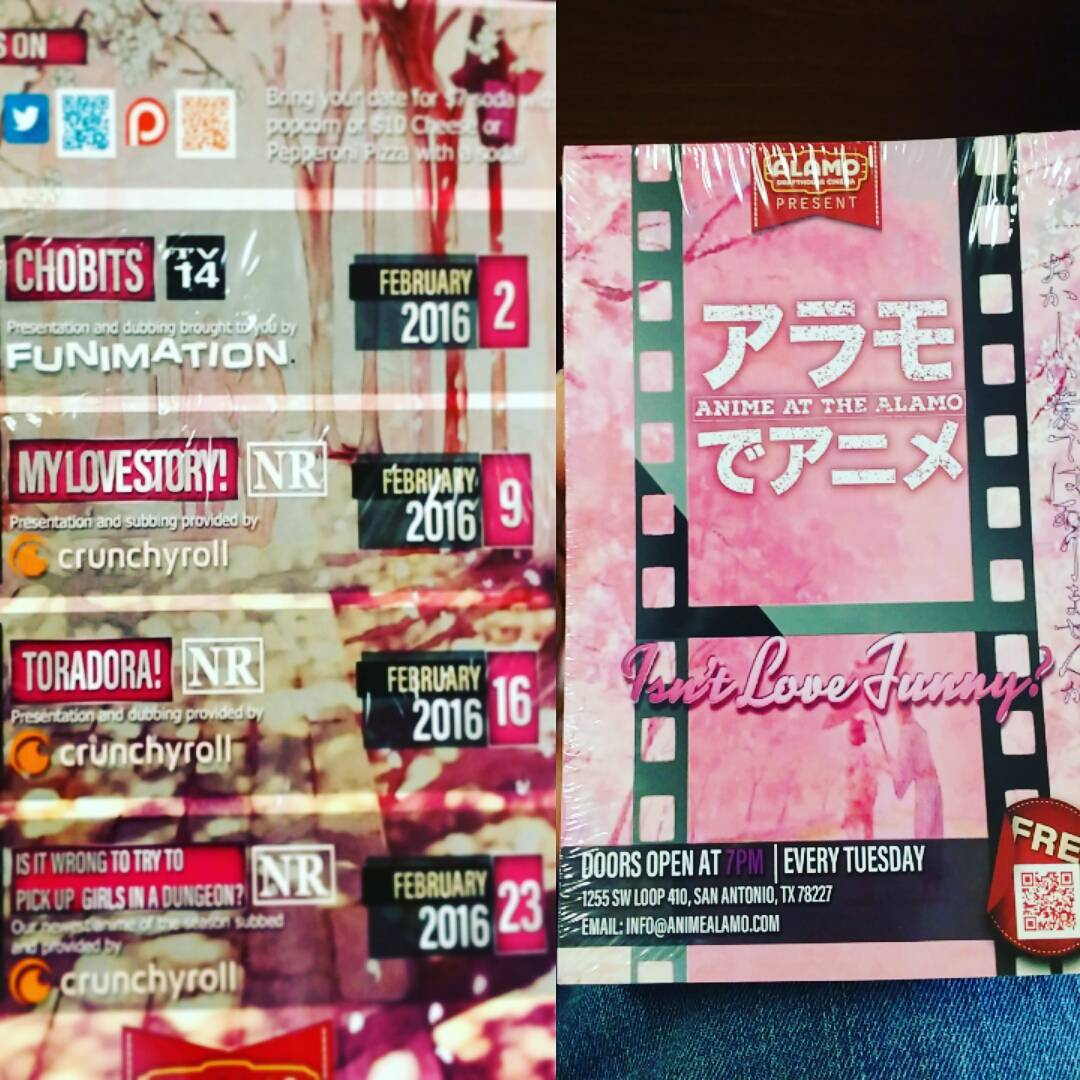 S ON
Bring your date for $7 soda and
popcorn or $10 Cheese or
Pepperoni Pizza with a soda!
CHOBITS
TV
14
FEBRUARY
2016
2
Presentation and dubbing brought to you by
FUNIMATION.
MY LOVE STORY!
NR
FEBRUARY
2016
9
Presentation and subbing provided by
crunchyroll
TORADORA!
NR
FEBRUARY
2016
16
Presentation and dubbing provided by
crunchyroll
IS IT WRONG TO TRY TO
PICK UP GIRLS IN A DUNGEON?
NR
FEBRUARY
2016
23
Our newest anime of the season subbed
and provided by
crunchyroll
ALAMO
DRAFTHOUSE CINEMA
PRESENT
アラモ
ANIME AT THE ALAMO
でアニメ
Isn't Love Funny?
DOORS OPEN AT 7PM | EVERY TUESDAY
1255 SW LOOP 410, SAN ANTONIO, TX 78227
EMAIL: INFO@ANIMEALAMO.COM
FRE